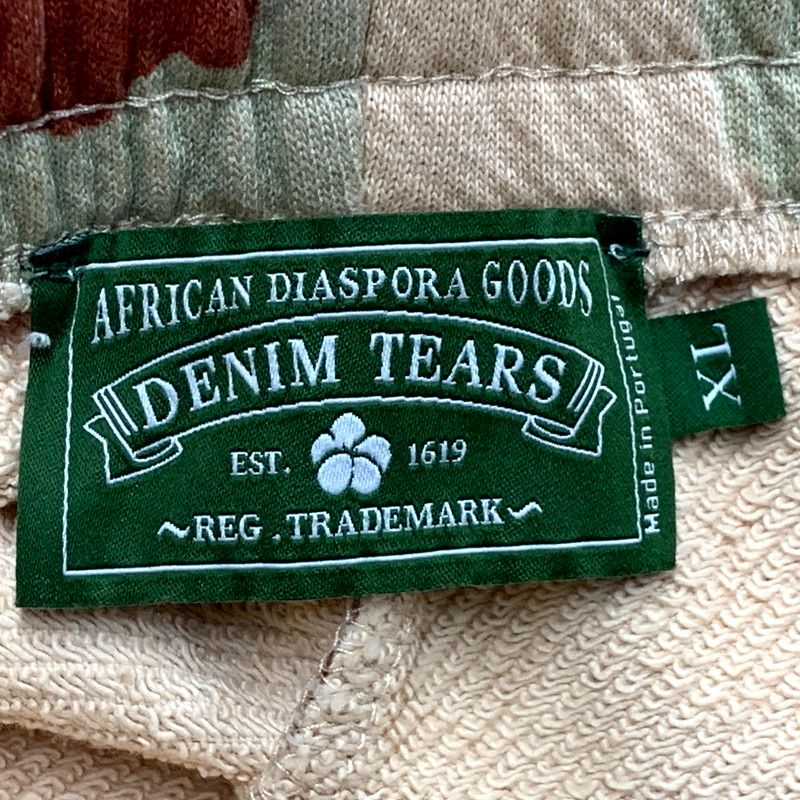 AFRICAN DIASPORA GOODS
DENIM TEARS
EST. 1619
~REG.TRADEMARK~
Made in Portugal
XL